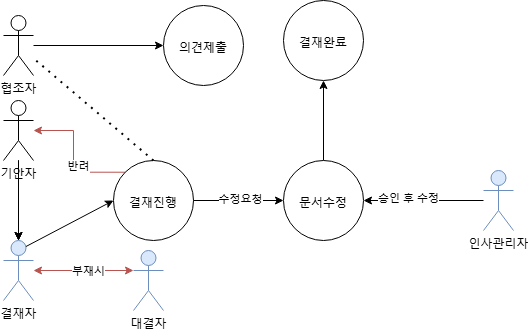 의견제출
결재완료
협조자
반려
기안자
결재진행
수정요청
문서수정
승인 후 수정
인사관리자
부재시
결재자
대결자